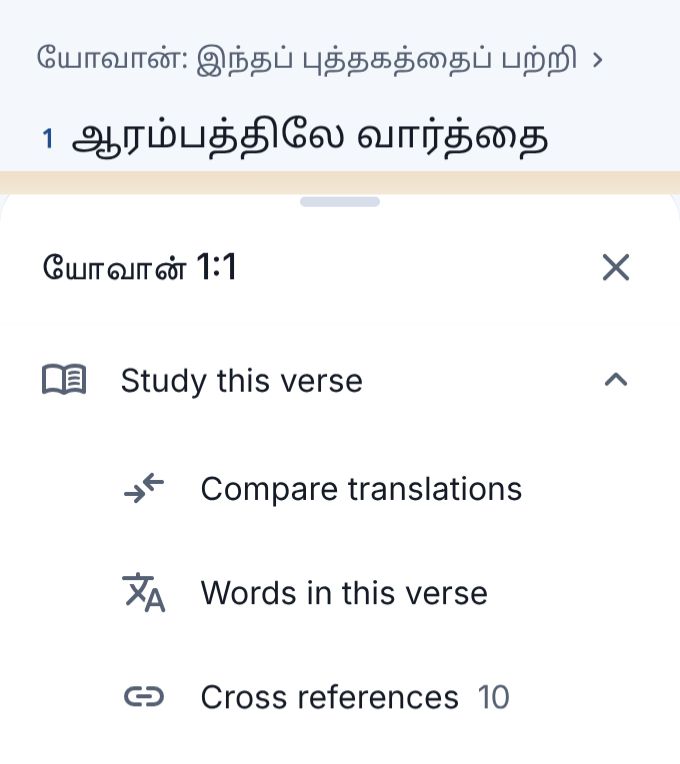 யோவான்: இந்தப் புத்தகத்தைப் பற்றி
1 ஆரம்பத்திலே வார்த்தை
யோவான் 1:1
Study this verse
Compare translations
Words in this verse
Cross references 10